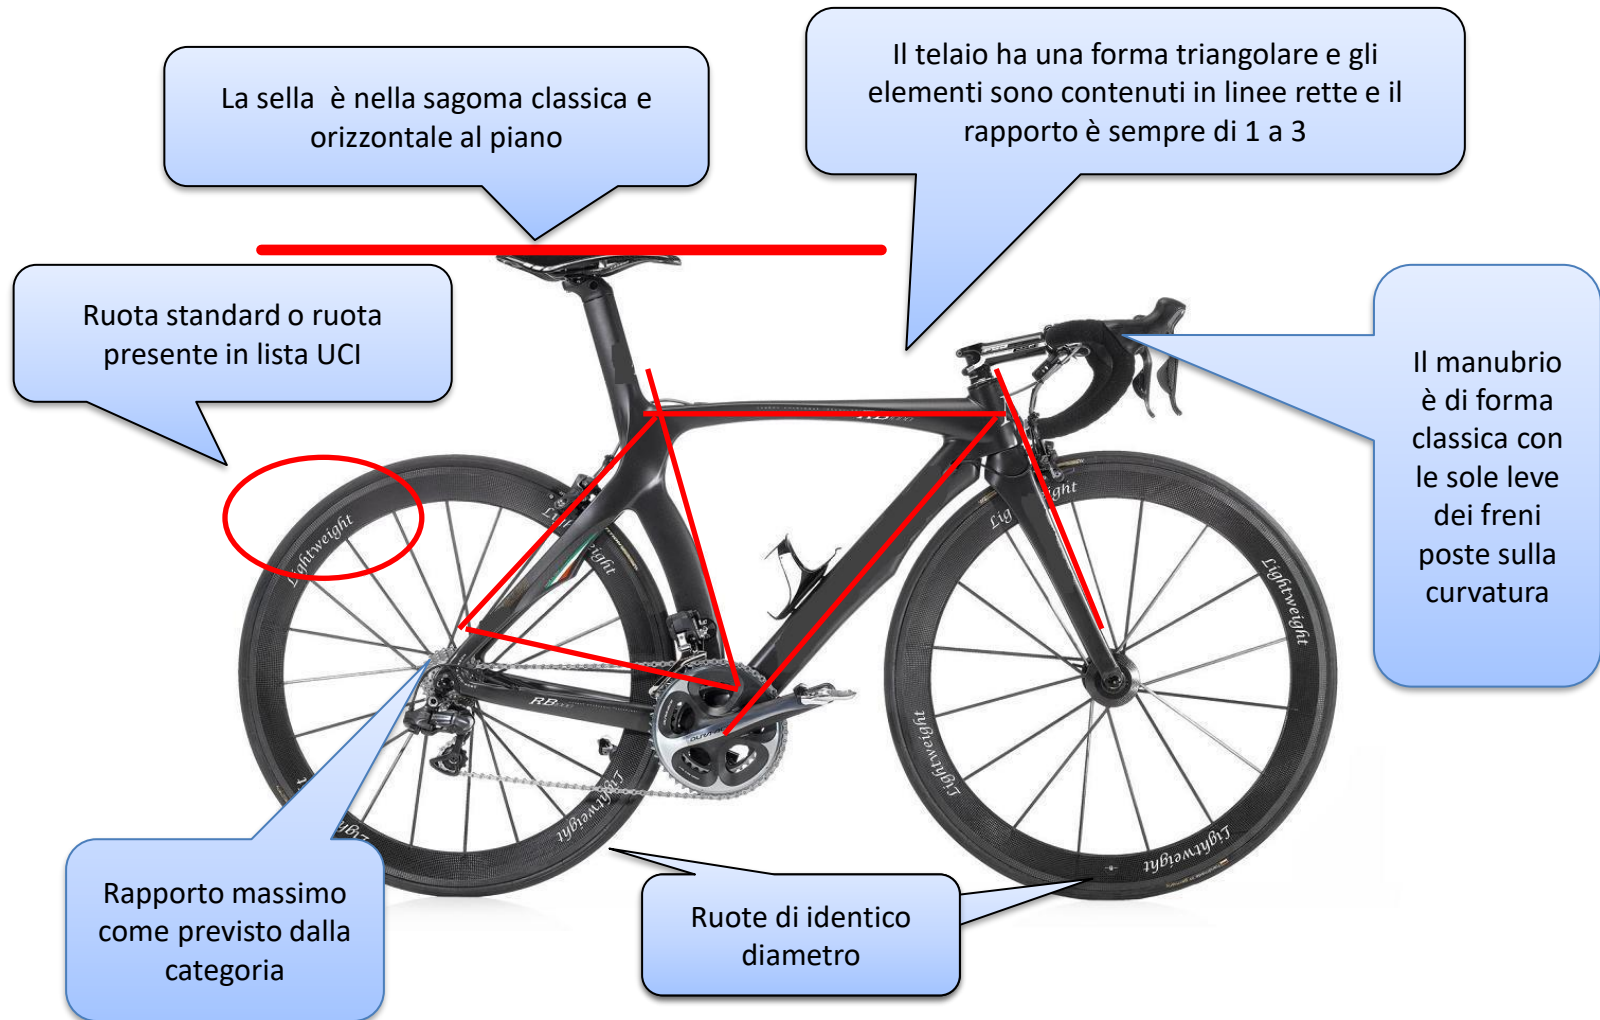 Il telaio ha una forma triangolare e gli
elementi sono contenuti in linee rette e il
rapporto è sempre di 1 a 3
La sella è nella sagoma classica e
orizzontale al piano
Ruota standard o ruota
presente in lista UCI
Il manubrio
è di forma
classica con
le sole leve
dei freni
poste sulla
curvatura
Lightweight
Lightweight
Lightweight
Lightweight
Lightweight
RB
Rapporto massimo
come previsto dalla
categoria
Ruote di identico
diametro